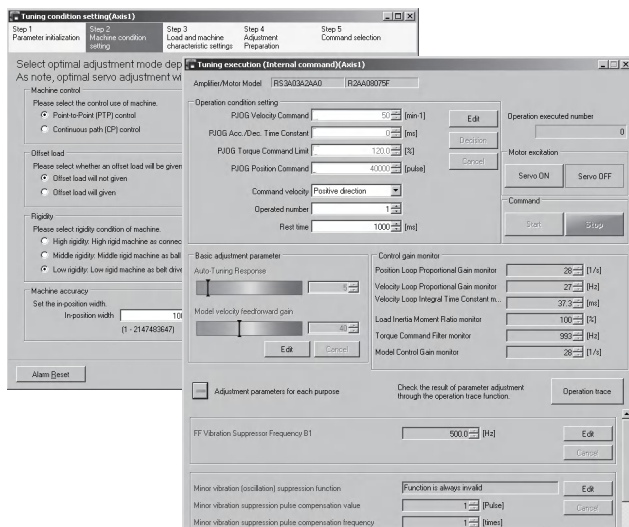 Tuning condition setting(Axis1)
Step 1
Parameter initialization
Step 2
Machine condition
setting
Step 3
Load and machine
characteristic settings
Step 4
Adjustment
Preparation
Step 5
Command selection
Select optimal adjustment mode dep
As note, optimal servo adjustment wi
Machine control
Please select the control use of machine.
Point-to-Point (PTP) control
Continuous path (CP) control
Offset load
Please select whether an offset load will be given
Offset load will not given
Offset load will given
Rigidity
Please select rigidity condition of machine.
High rigidity: High rigid machine as connec
Middle rigidity: Middle rigid machine as ball
Low rigidity: Low rigid machine as belt drive
Machine accuracy
Set the in-position width.
In-position width 100
(1 - 2147483647)
Alarm Reset
Tuning execution (Internal command)(Axis1)
Amplifier/Motor Model RS3A03A2AA0 R2AA08075F
Operation condition setting
PJOG Velocity Command 50 [min-1]
PJOG Acc./Dec. Time Constant 0 [ms]
PJOG Torque Command Limit 120.0 [%]
PJOG Position Command 40000 [pulse]
Command velocity Positive direction
Operated number 1
Rest time 1000 [ms]
Edit
Decision
Cancel
Operation executed number
0
Motor excitation
Servo ON Servo OFF
Command
Start Stop
Basic adjustment parameter
Auto-Tuning Response
5
Model velocity feedforward gain
40
Edit Cancel
Control gain monitor
Position Loop Proportional Gain monitor 28 [1/s]
Velocity Loop Proportional Gain monitor 27 [Hz]
Velocity Loop Integral Time Constant m... 37.3 [ms]
Load Inertia Moment Ratio monitor 100 [%]
Torque Command Filter monitor 993 [Hz]
Model Control Gain monitor 28 [1/s]
Adjustment parameters for each purpose
Check the result of parameter adjustment
through the operation trace function.
Operation trace
FF Vibration Suppressor Frequency B1 500.0 [Hz] Edit
Cancel
Minor vibration (oscillation) suppression function Function is always invalid Edit
Minor vibration suppression pulse compensation value 1 [Pulse] Cancel
Minor vibration suppression pulse compensation frequency 1 [times]